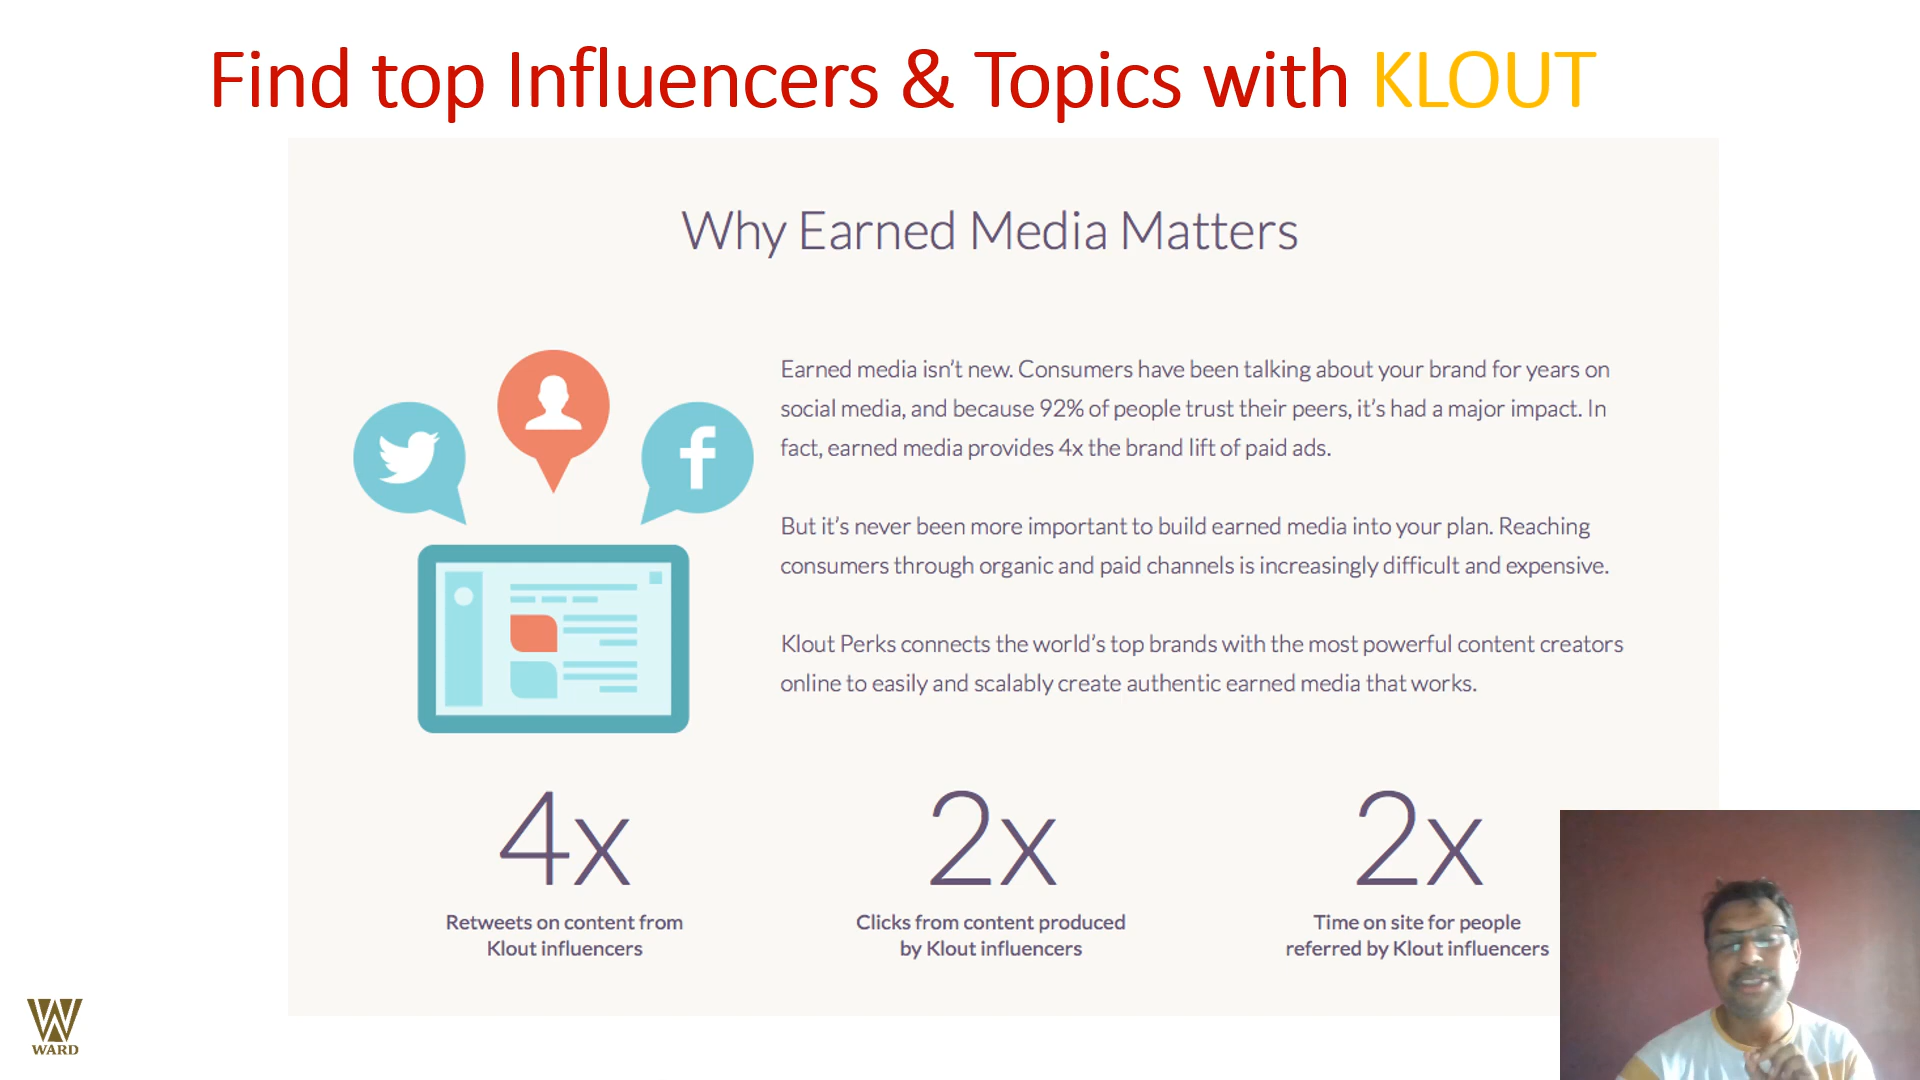 Find top Influencers & Topics with KLOUT
Why Earned Media Matters
Earned media isn't new. Consumers have been talking about your brand for years on
social media, and because 92% of people trust their peers, it's had a major impact. In
fact, earned media provides 4x the brand lift of paid ads.
But it's never been more important to build earned media into your plan. Reaching
consumers through organic and paid channels is increasingly difficult and expensive.
Klout Perks connects the world's top brands with the most powerful content creators
online to easily and scalably create authentic earned media that works.
4x
Retweets on content from
Klout influencers
2x
Clicks from content produced
by Klout influencers
2x
Time on site for people
referred by Klout influencers
WARD